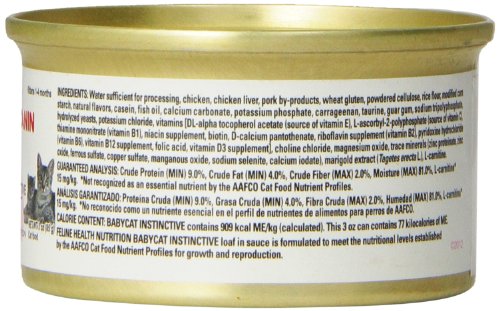 Kittens 1-4 months
ANIN
INGREDIENTS: Water sufficient for processing, chicken, chicken liver, pork by-products, wheat gluten, powdered cellulose, rice flour, modified corn
starch, natural flavors, casein, fish oil, calcium carbonate, potassium phosphate, carrageenan, taurine, guar gum, sodium tripolyphosphate,
hydrolyzed yeasts, potassium chloride, vitamins [DL-alpha tocopherol acetate (source of vitamin E), L-ascorbyl-2-polyphosphate (source of vitamin C),
thiamine mononitrate (vitamin B1), niacin supplement, biotin, D-calcium pantothenate, riboflavin supplement (vitamin B2), pyridoxine hydrochloride
(vitamin B6), vitamin B12 supplement, folic acid, vitamin D3 supplement], choline chloride, magnesium oxide, trace minerals [zinc proteinate, zinc
oxide, ferrous sulfate, copper sulfate, manganous oxide, sodium selenite, calcium iodate], marigold extract (Tagetes erecta L.), L-carnitine.
GUARANTEED ANALYSIS: Crude Protein (MIN) 9.0%, Crude Fat (MIN) 4.0%, Crude Fiber (MAX) 2.0%, Moisture (MAX) 81.0%, L-carnitine*
15 mg/kg. *Not recognized as an essential nutrient by the AAFCO Cat Food Nutrient Profiles.
ANALISIS GARANTIZADO: Proteina Cruda (MIN) 9.0%, Grasa Cruda (MIN) 4.0%, Fibra Cruda (MAX) 2.0%, Humedad (MAX) 81.0%, L-carnitine*
15 mg/kg. *No reconocido como un nutriente esencial en el perfil de nutrientes de alimentos para perros de AAFCO.
CALORIE CONTENT: BABYCAT INSTINCTIVE contains 909 kcal ME/kg (calculated). This 3 oz can contains 77 kilocalories of ME.
FELINE HEALTH NUTRITION BABYCAT INSTINCTIVE loaf in sauce is formulated to meet the nutritional levels established
by the AAFCO Cat Food Nutrient Profiles for growth and reproduction.